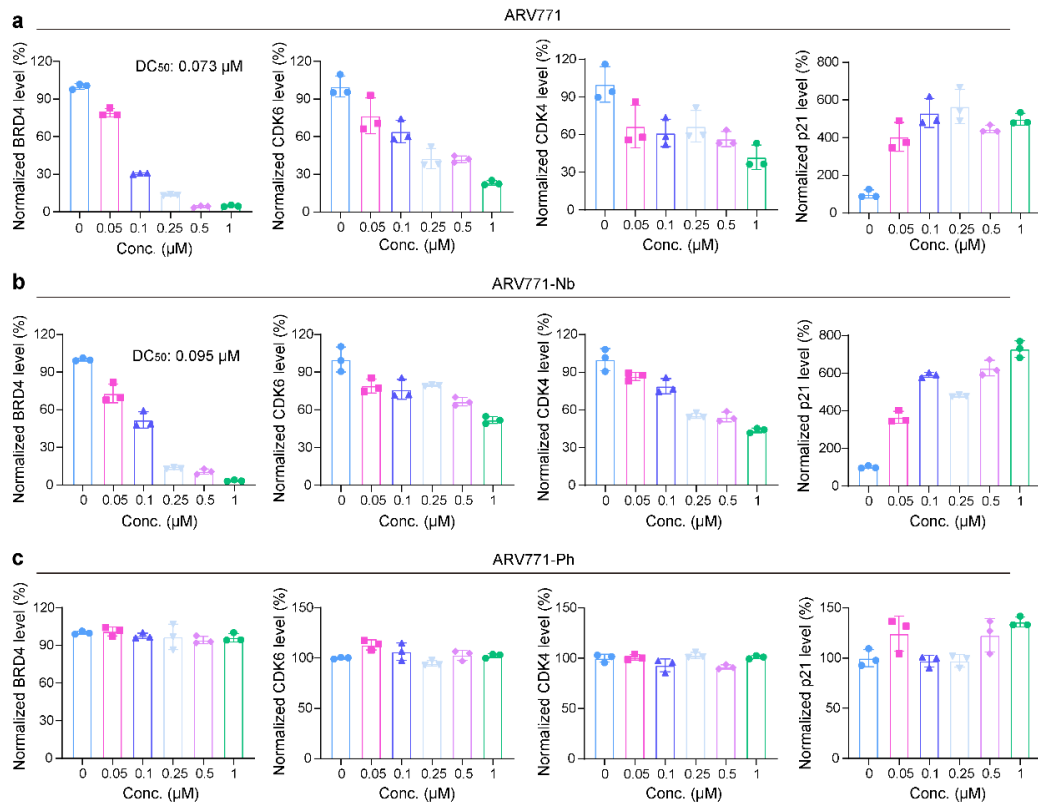 a
ARV771
Normalized BRD4 level (%)
120
90
60
30
0
DC₅₀: 0.073 µM
0 0.05 0.1 0.25 0.5 1
Conc. (µM)
Normalized CDK6 level (%)
120
90
60
30
0
0 0.05 0.1 0.25 0.5 1
Conc. (µM)
Normalized CDK4 level (%)
120
90
60
30
0
0 0.05 0.1 0.25 0.5 1
Conc. (µM)
Normalized p21 level (%)
800
600
400
200
0
0 0.05 0.1 0.25 0.5 1
Conc. (µM)
b
ARV771-Nb
Normalized BRD4 level (%)
120
90
60
30
0
DC₅₀: 0.095 µM
0 0.05 0.1 0.25 0.5 1
Conc. (µM)
Normalized CDK6 level (%)
120
90
60
30
0
0 0.05 0.1 0.25 0.5 1
Conc. (µM)
Normalized CDK4 level (%)
120
90
60
30
0
0 0.05 0.1 0.25 0.5 1
Conc. (µM)
Normalized p21 level (%)
800
600
400
200
0
0 0.05 0.1 0.25 0.5 1
Conc. (µM)
c
ARV771-Ph
Normalized BRD4 level (%)
120
90
60
30
0
0 0.05 0.1 0.25 0.5 1
Conc. (µM)
Normalized CDK6 level (%)
150
100
50
0
0 0.05 0.1 0.25 0.5 1
Conc. (µM)
Normalized CDK4 level (%)
150
100
50
0
0 0.05 0.1 0.25 0.5 1
Conc. (µM)
Normalized p21 level (%)
150
100
50
0
0 0.05 0.1 0.25 0.5 1
Conc. (µM)